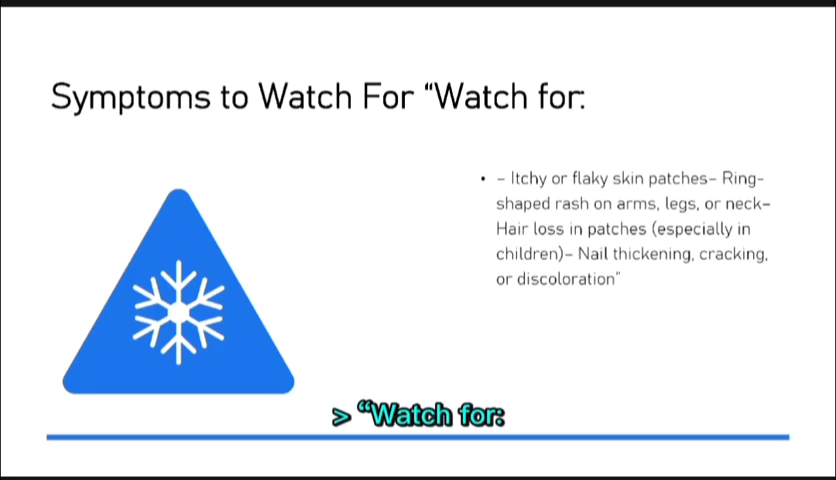 Symptoms to Watch For “Watch for:
• – Itchy or flaky skin patches– Ring-
shaped rash on arms, legs, or neck–
Hair loss in patches (especially in
children)– Nail thickening, cracking,
or discoloration”
> “Watch for: